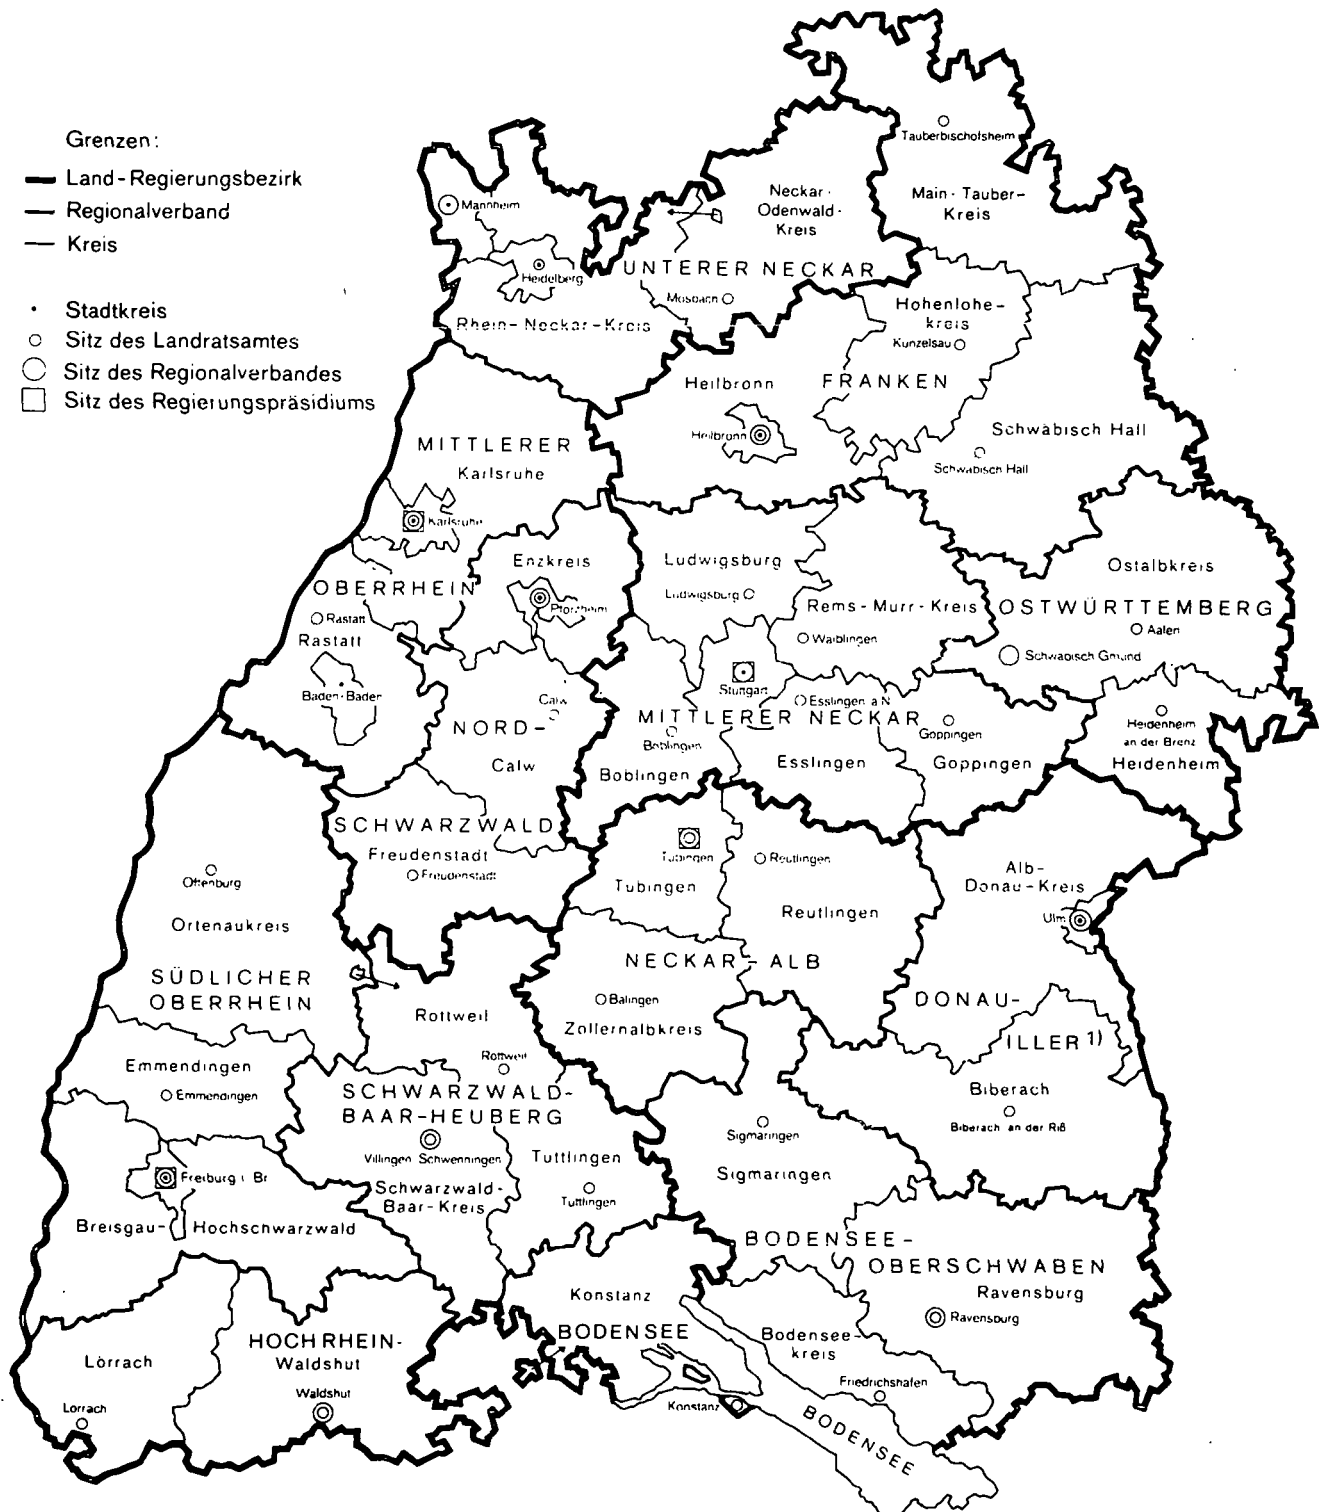 Grenzen:
Land-Regierungsbezirk
Regionalverband
Kreis
Stadtkreis
Sitz des Landratsamtes
Sitz des Regionalverbandes
Sitz des Regierungspräsidiums
Tauberbischofsheim
Main-Tauber-
Kreis
Neckar-
Odenwald-
Kreis
Mannheim
Heidelberg
UNTERER NECKAR
Mosbach
Rhein-Neckar-Kreis
Hohenlohe-
kreis
Kunzelsau
Heilbronn
FRANKEN
Heilbronn
Schwäbisch Hall
Schwäbisch Hall
MITTLERER
Karlsruhe
Karlsruhe
Enzkreis
Pforzheim
OBERRHEIN
Rastatt
Rastatt
Baden-Baden
Ludwigsburg
Ludwigsburg
Rems-Murr-Kreis
Waiblingen
Ostalbkreis
OSTWÜRTTEMBERG
Aalen
Schwäbisch Gmünd
Stuttgart
Esslingen a N
MITTLERER NECKAR
Böblingen
Göppingen
Boblingen
Esslingen
Goppingen
Heidenheim
an der Brenz
Heidenheim
Calw
NORD-
Calw
SCHWARZWALD
Freudenstadt
Freudenstadt
Tübingen
Tubingen
Reutlingen
Reutlingen
Alb-
Donau-Kreis
Ulm
Offenburg
Ortenaukreis
SÜDLICHER
OBERRHEIN
NECKAR-ALB
Balingen
Zollernalbkreis
DONAU-
ILLER 1)
Biberach
Biberach an der Riß
Rottweil
Rottweil
Emmendingen
Emmendingen
SCHWARZWALD-
BAAR-HEUBERG
Villingen Schwenningen
Schwarzwald-
Baar-Kreis
Tuttlingen
Tuttlingen
Sigmaringen
Sigmaringen
Freiburg i Br
Breisgau-Hochschwarzwald
BODENSEE-
OBERSCHWABEN
Ravensburg
Ravensburg
Konstanz
BODENSEE
Bodensee-
kreis
Friedrichshafen
Konstanz
BODENSEE
HOCHRHEIN-
Waldshut
Waldshut
Lörrach
Lorrach